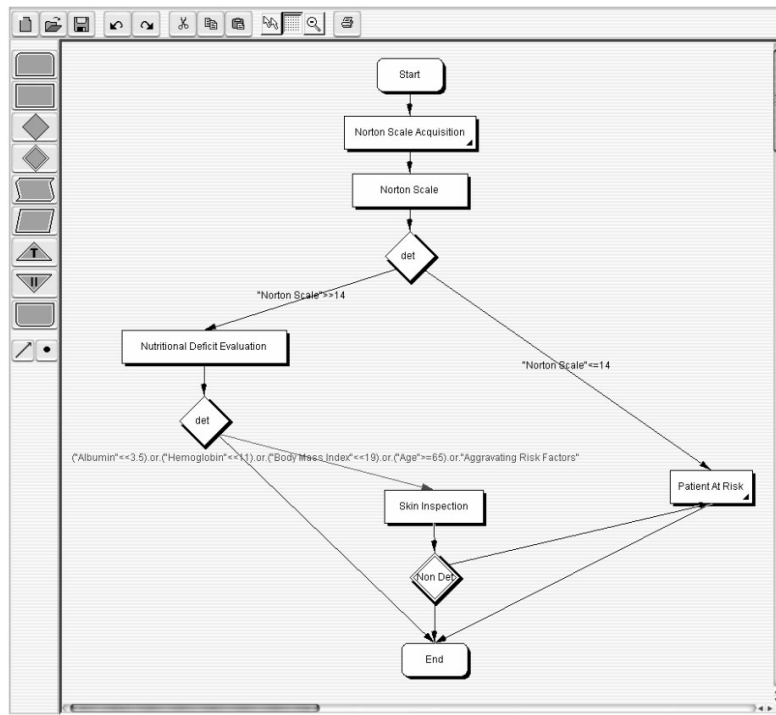 Start
Norton Scale Acquisition
Norton Scale
det
"Norton Scale">>14
Nutritional Deficit Evaluation
"Norton Scale"<=14
det
("Albumin"<<3.5).or.("Hemoglobin"<<11).or.("Body Mass Index"<<19).or.("Age">=65).or."Aggravating Risk Factors"
Patient At Risk
Skin Inspection
Non Det
End
T
II